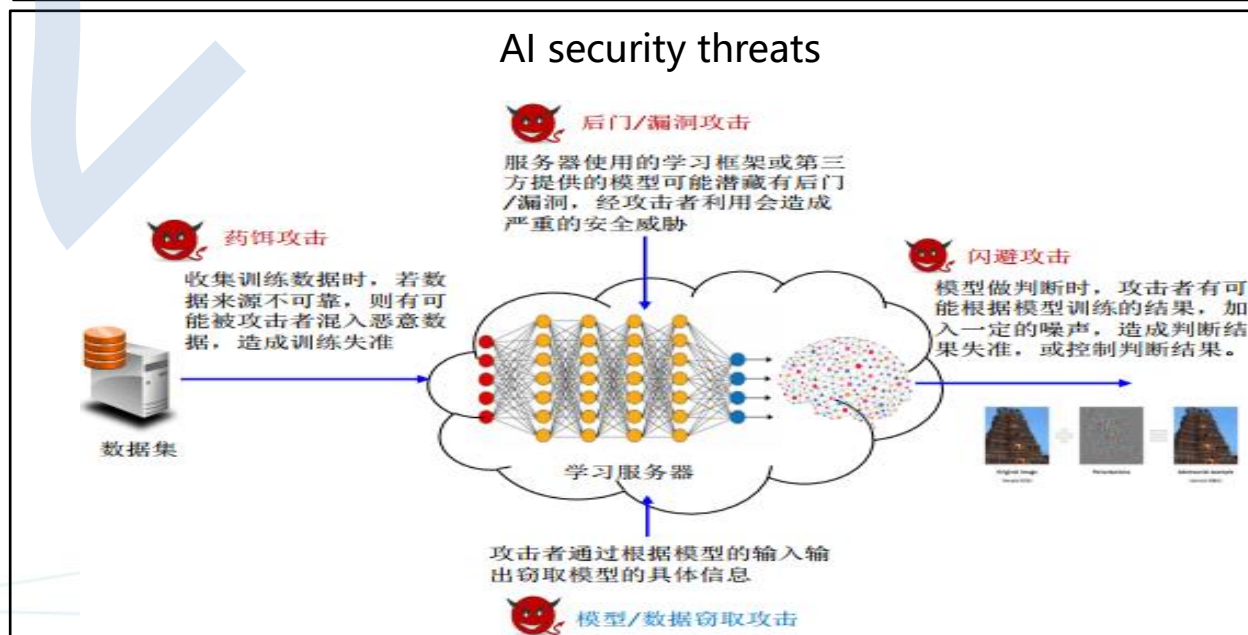 AI security threats
后门/漏洞攻击
服务器使用的学习框架或第三
方提供的模型可能潜藏有后门
/漏洞，经攻击者利用会造成
严重的安全威胁
药饵攻击
收集训练数据时，若数
据来源不可靠，则有可
能被攻击者混入恶意数
据，造成训练失准
闪避攻击
模型做判断时，攻击者有可
能根据模型训练的结果，加
入一定的噪声，造成判断结
果失准，或控制判断结果。
数据集
学习服务器
Original image
Perturbations
Adversarial example
攻击者通过根据模型的输入输
出窃取模型的具体信息
模型/数据窃取攻击